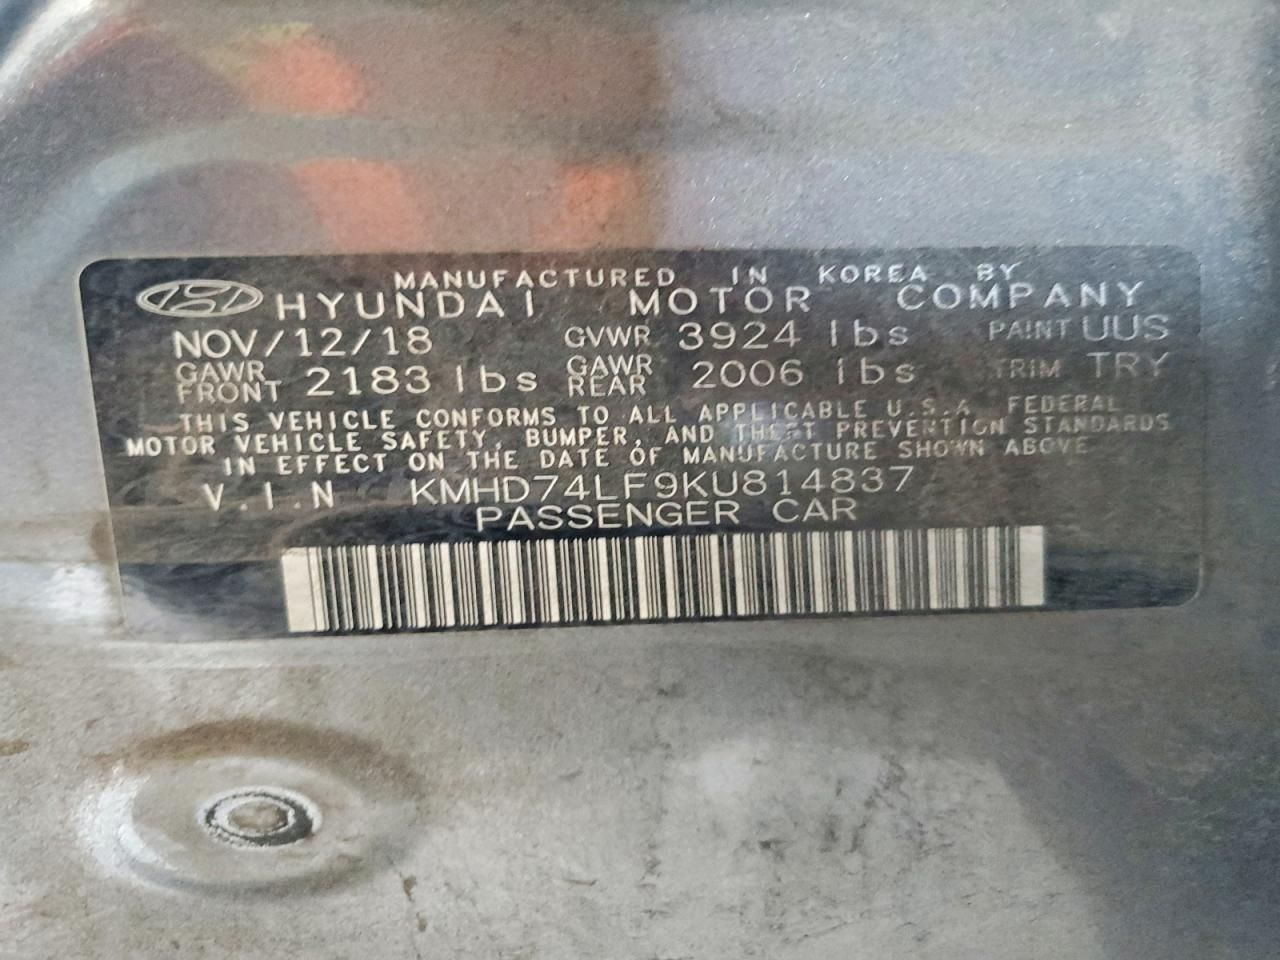 MANUFACTURED IN KOREA BY
HYUNDAI MOTOR COMPANY
NOV/12/18 GVWR 3924 lbs PAINT UUS
GAWR FRONT 2183 lbs GAWR REAR 2006 lbs TRIM TRY
THIS VEHICLE CONFORMS TO ALL APPLICABLE U.S.A FEDERAL
MOTOR VEHICLE SAFETY, BUMPER, AND THEFT PREVENTION STANDARDS
IN EFFECT ON THE DATE OF MANUFACTURE SHOWN ABOVE
V.I.N KMHD74LF9KU814837
PASSENGER CAR